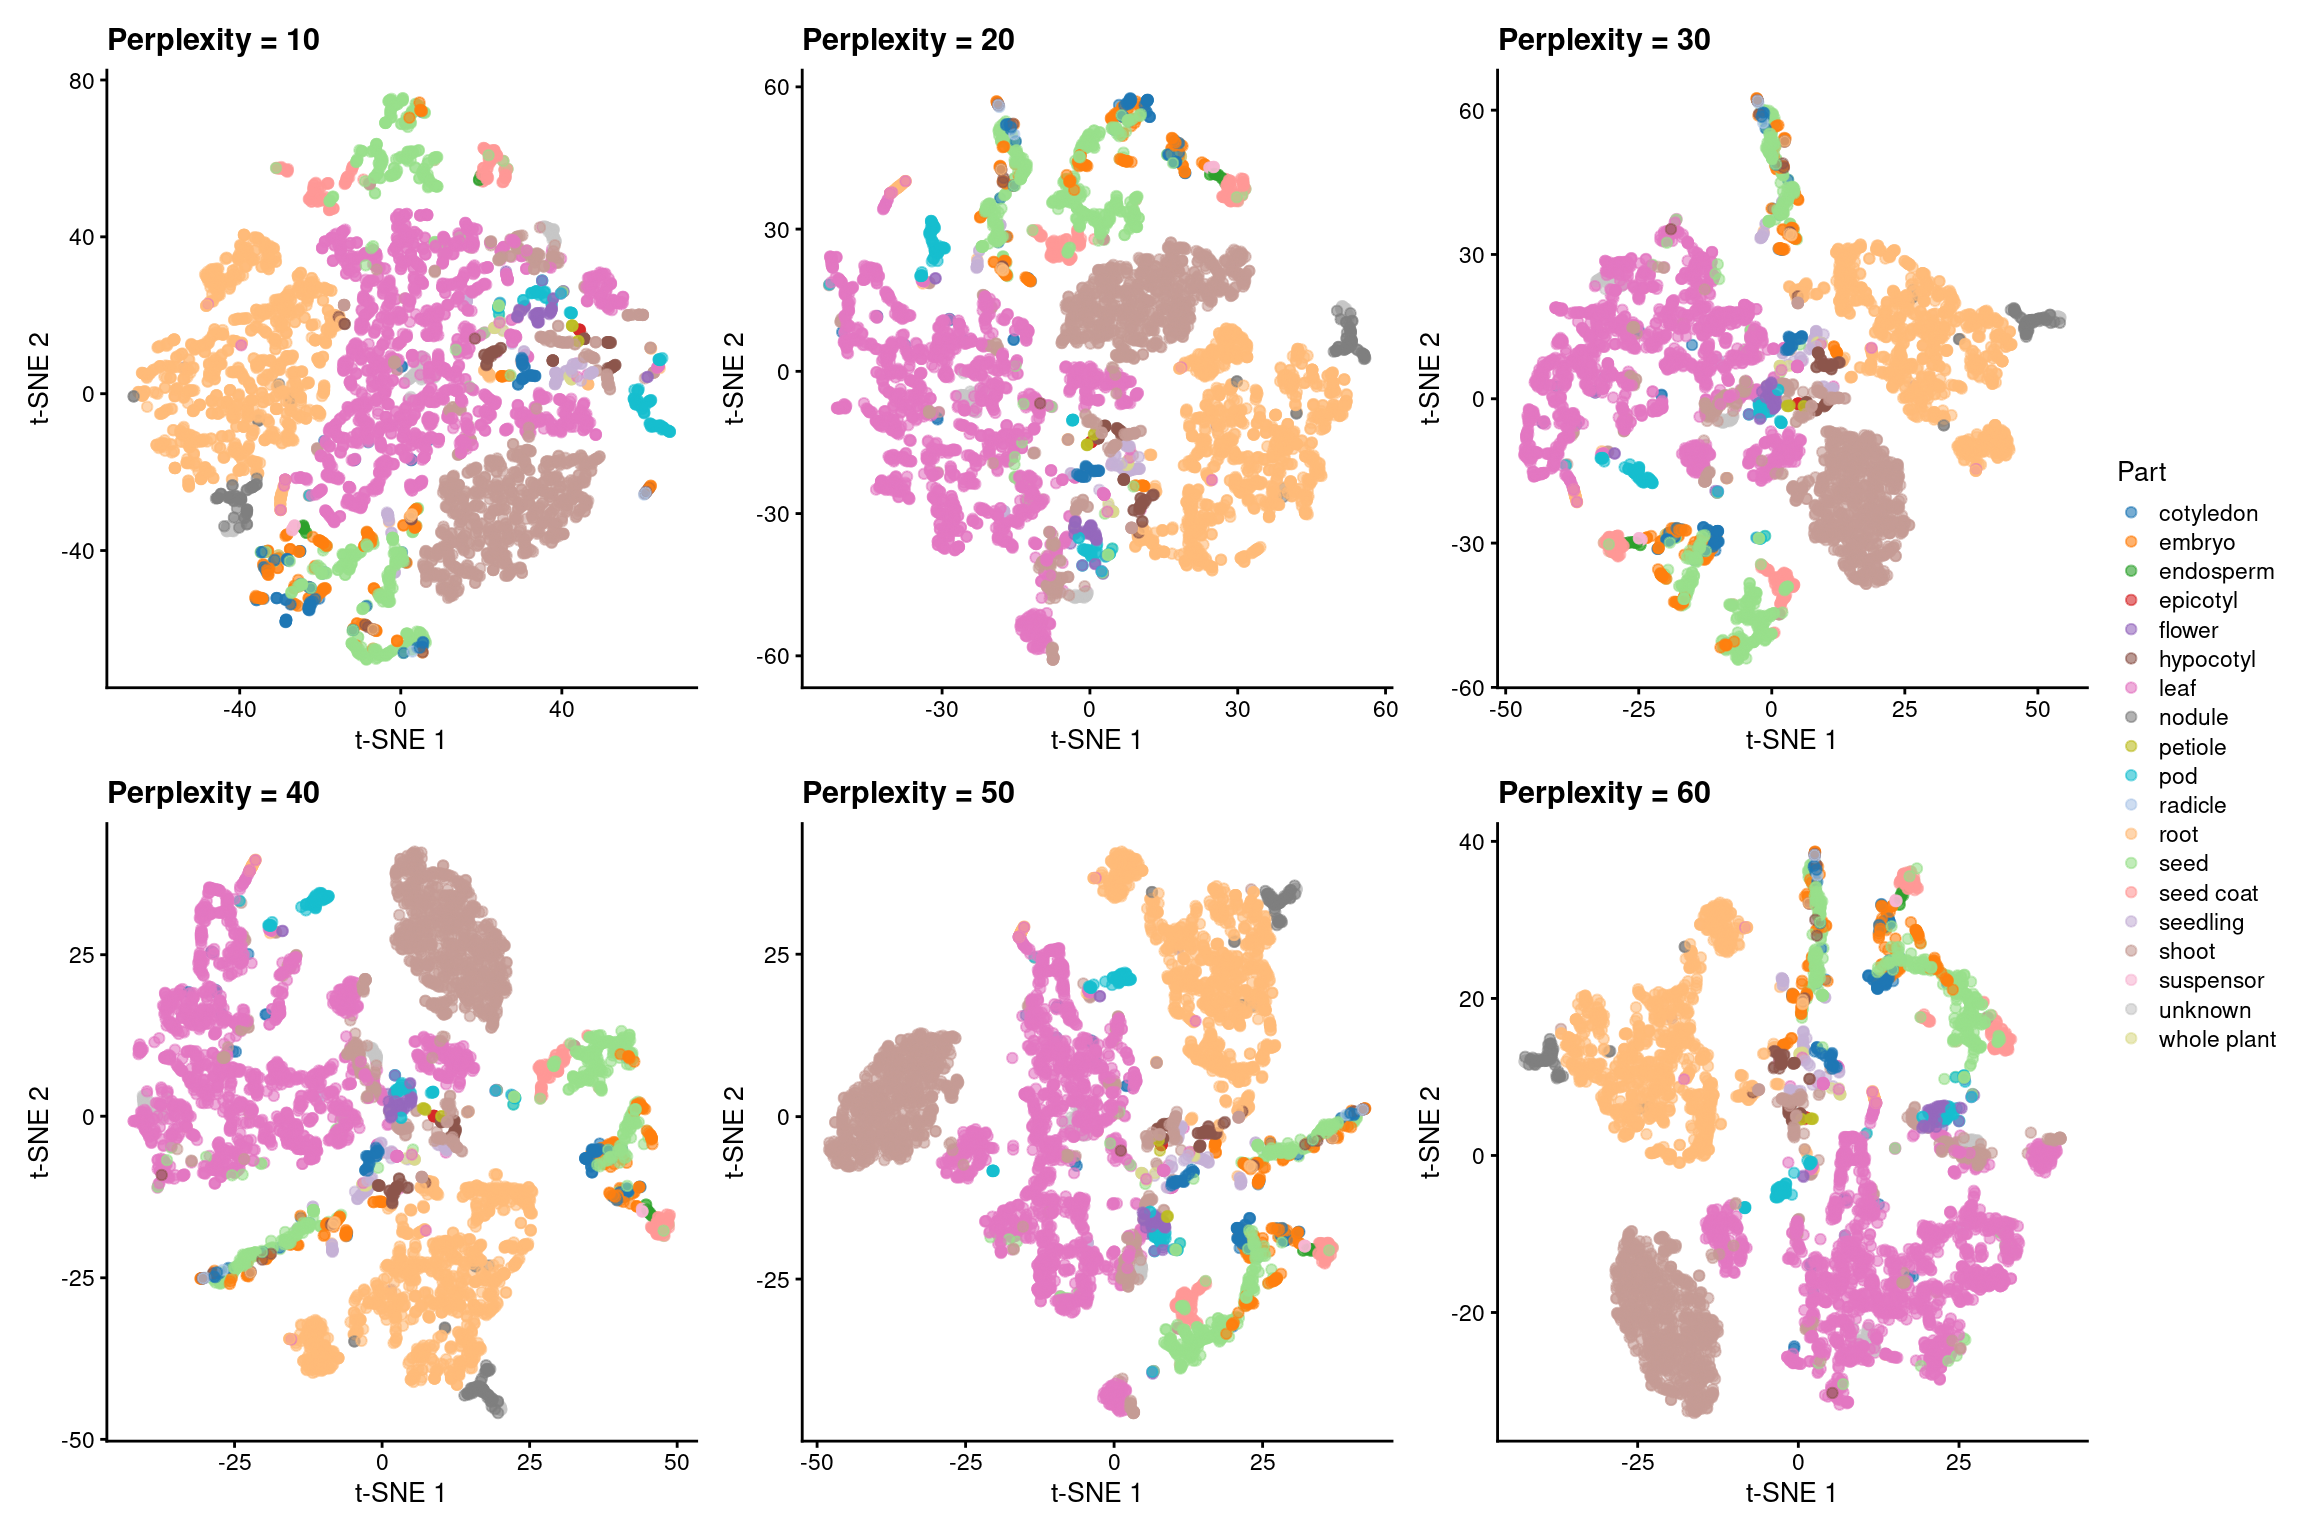 Perplexity = 10
80
40
0
-40
-40
0
40
t-SNE 1
t-SNE 2
Perplexity = 20
60
30
0
-30
-60
-30
0
30
60
t-SNE 1
t-SNE 2
Perplexity = 30
60
30
0
-30
-60
-50
-25
0
25
50
t-SNE 1
t-SNE 2
Perplexity = 40
25
0
-25
-50
-25
0
25
50
t-SNE 1
t-SNE 2
Perplexity = 50
25
0
-25
-50
-25
0
25
t-SNE 1
t-SNE 2
Perplexity = 60
40
20
0
-20
-25
0
25
t-SNE 1
t-SNE 2
Part
cotyledon
embryo
endosperm
epicotyl
flower
hypocotyl
leaf
nodule
petiole
pod
radicle
root
seed
seed coat
seedling
shoot
suspensor
unknown
whole plant